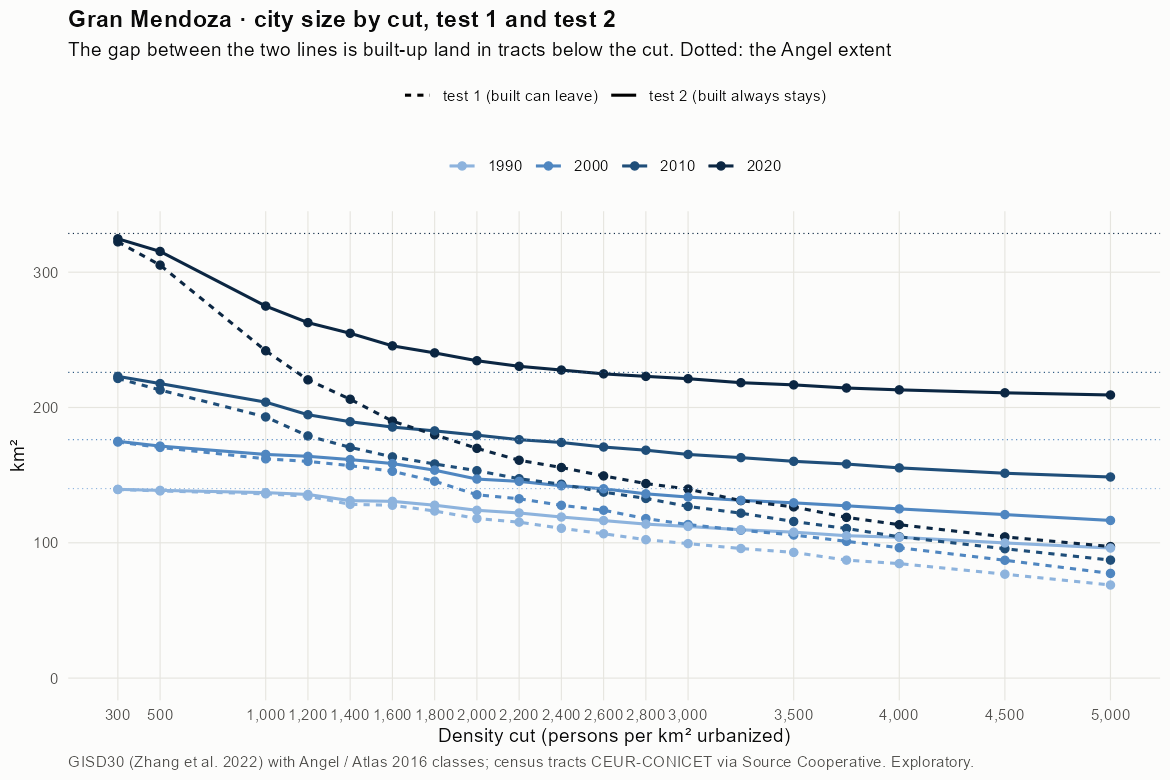 Gran Mendoza · city size by cut, test 1 and test 2
The gap between the two lines is built-up land in tracts below the cut. Dotted: the Angel extent
test 1 (built can leave) test 2 (built always stays)
1990 2000 2010 2020
300
200
100
0
km²
300 500 1,000 1,200 1,400 1,600 1,800 2,000 2,200 2,400 2,600 2,800 3,000 3,500 4,000 4,500 5,000
Density cut (persons per km² urbanized)
GISD30 (Zhang et al. 2022) with Angel / Atlas 2016 classes; census tracts CEUR-CONICET via Source Cooperative. Exploratory.